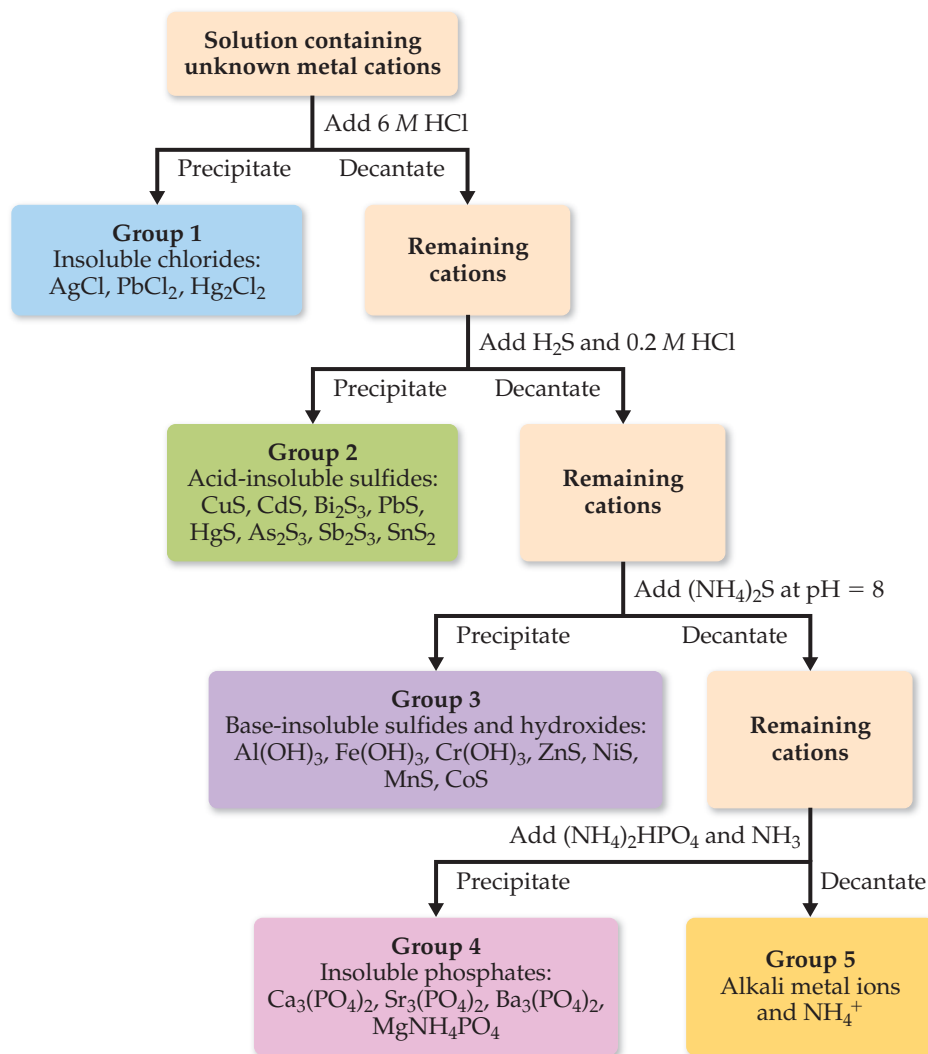 Solution containing
unknown metal cations
Add 6 M HCl
Precipitate
Decantate
Group 1
Insoluble chlorides:
AgCl, PbCl₂, Hg₂Cl₂
Remaining
cations
Add H₂S and 0.2 M HCl
Precipitate
Decantate
Group 2
Acid-insoluble sulfides:
CuS, CdS, Bi₂S₃, PbS,
HgS, As₂S₃, Sb₂S₃, SnS₂
Remaining
cations
Add (NH₄)₂S at pH = 8
Precipitate
Decantate
Group 3
Base-insoluble sulfides and hydroxides:
Al(OH)₃, Fe(OH)₃, Cr(OH)₃, ZnS, NiS,
MnS, CoS
Remaining
cations
Add (NH₄)₂HPO₄ and NH₃
Precipitate
Decantate
Group 4
Insoluble phosphates:
Ca₃(PO₄)₂, Sr₃(PO₄)₂, Ba₃(PO₄)₂,
MgNH₄PO₄
Group 5
Alkali metal ions
and NH₄⁺